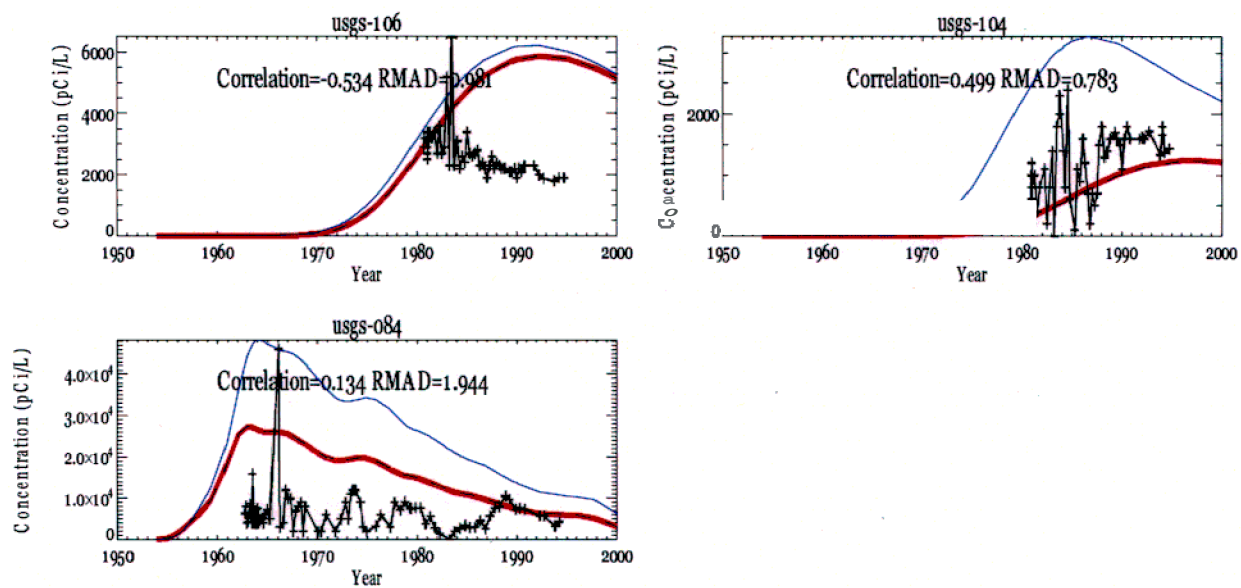 usgs-106
Correlation=-0.534 RMAD=0.981
Concentration (pCi/L)
6000
4000
2000
0
1950 1960 1970 1980 1990 2000
Year
usgs-104
Correlation=0.499 RMAD=0.783
Concentration (pCi/L)
2000
0
1950 1960 1970 1980 1990 2000
Year
usgs-084
Correlation=0.134 RMAD=1.944
Concentration (pCi/L)
4.0×10⁴
3.0×10⁴
2.0×10⁴
1.0×10⁴
0
1950 1960 1970 1980 1990 2000
Year